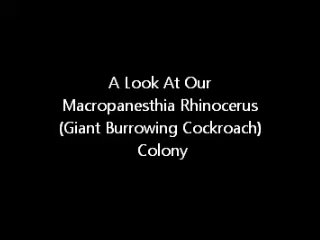 A Look At Our
Macropanesthia Rhinocerus
(Giant Burrowing Cockroach)
Colony